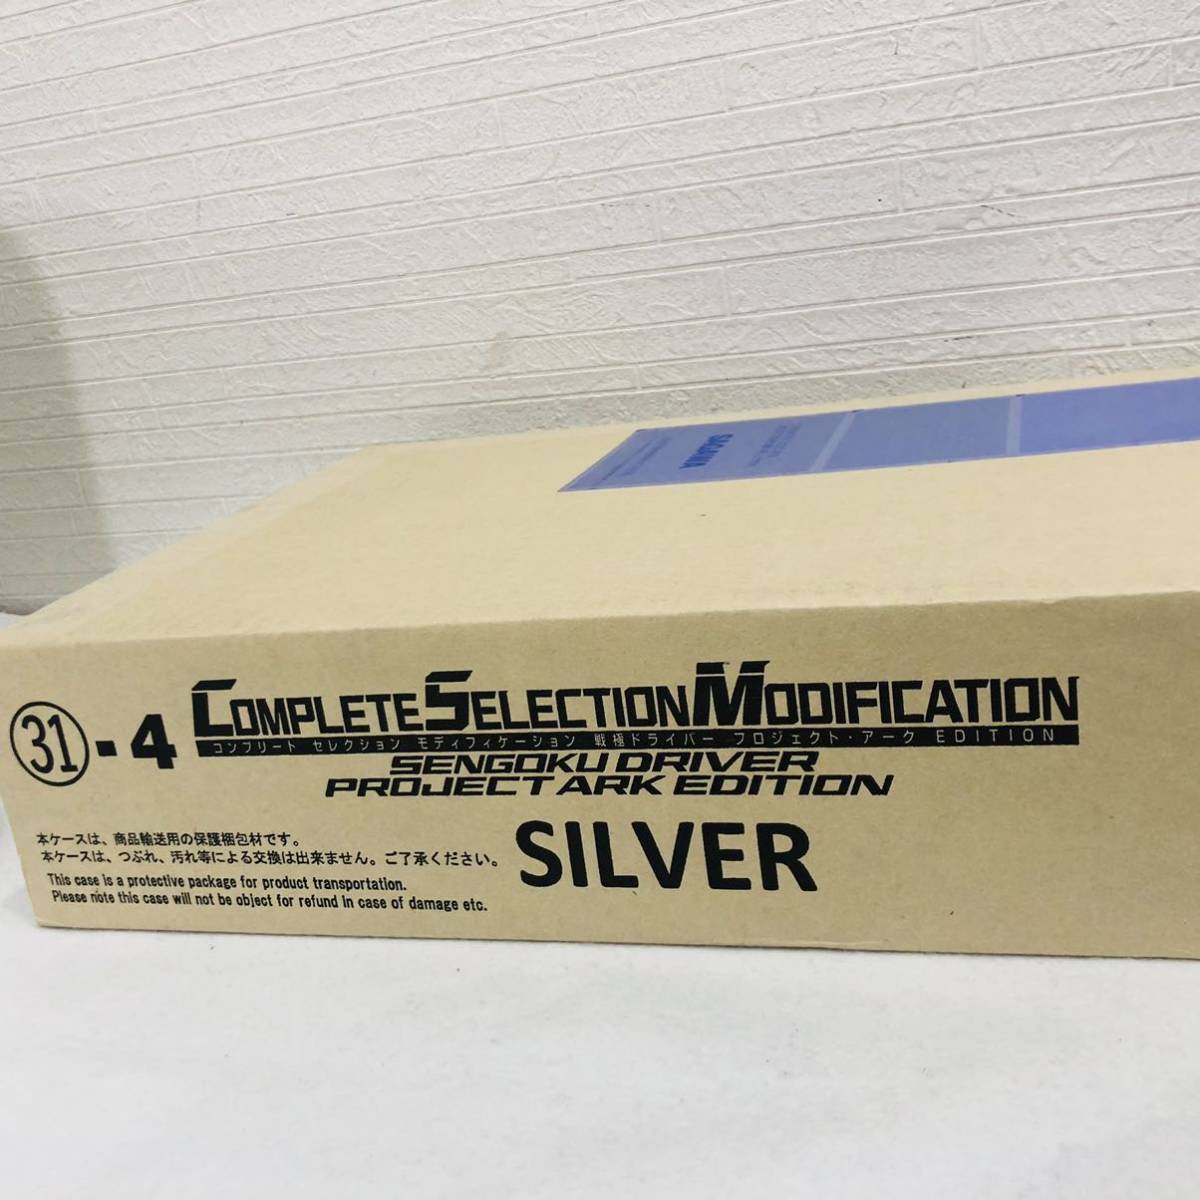 SAGAWA
㉛-4
COMPLETE SELECTION MODIFICATION
コンプリート セレクション モディフィケーション 戦極ドライバー プロジェクト・アーク EDITION
SENGOKU DRIVER
PROJECT ARK EDITION
SILVER
本ケースは、商品輸送用の保護梱包材です。
本ケースは、つぶれ、汚れ等による交換は出来ません。ご了承ください。
This case is a protective package for product transportation.
Please note this case will not be object for refund in case of damage etc.